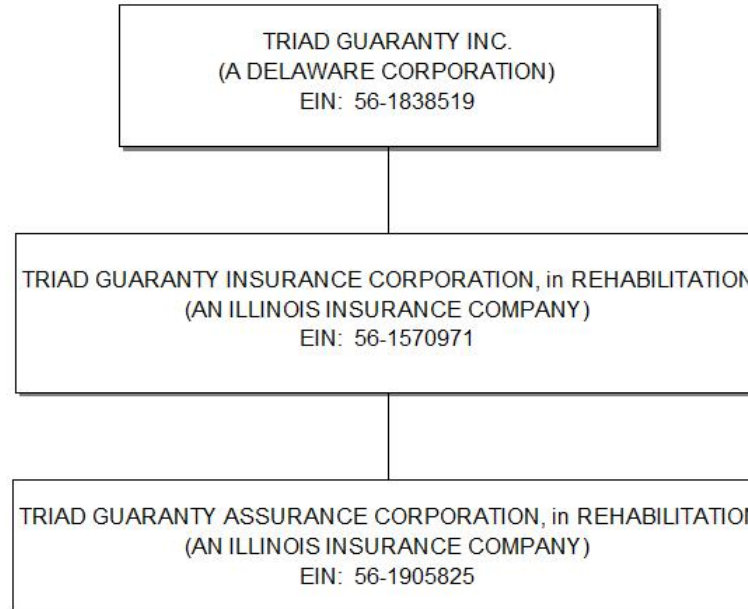 TRIAD GUARANTY INC.
(A DELAWARE CORPORATION)
EIN: 56-1838519
TRIAD GUARANTY INSURANCE CORPORATION, in REHABILITATION
(AN ILLINOIS INSURANCE COMPANY)
EIN: 56-1570971
TRIAD GUARANTY ASSURANCE CORPORATION, in REHABILITATION
(AN ILLINOIS INSURANCE COMPANY)
EIN: 56-1905825